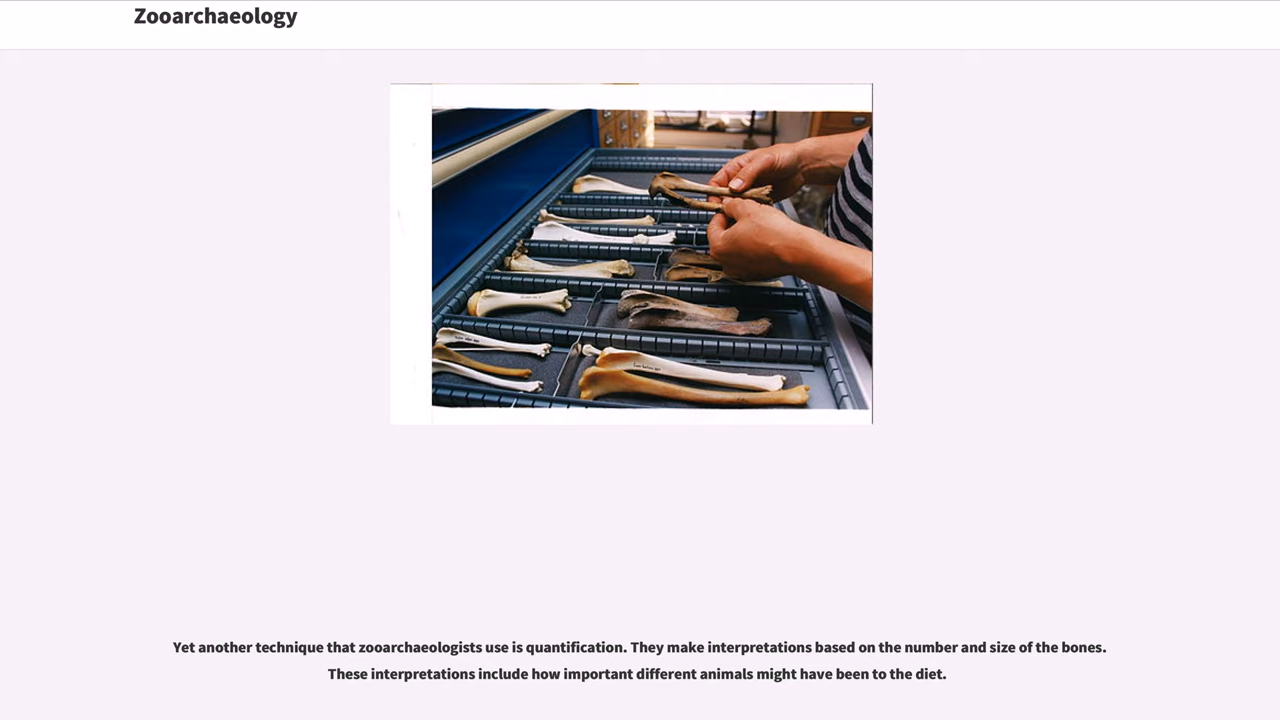 Zooarchaeology
Yet another technique that zooarchaeologists use is quantification. They make interpretations based on the number and size of the bones.
These interpretations include how important different animals might have been to the diet.